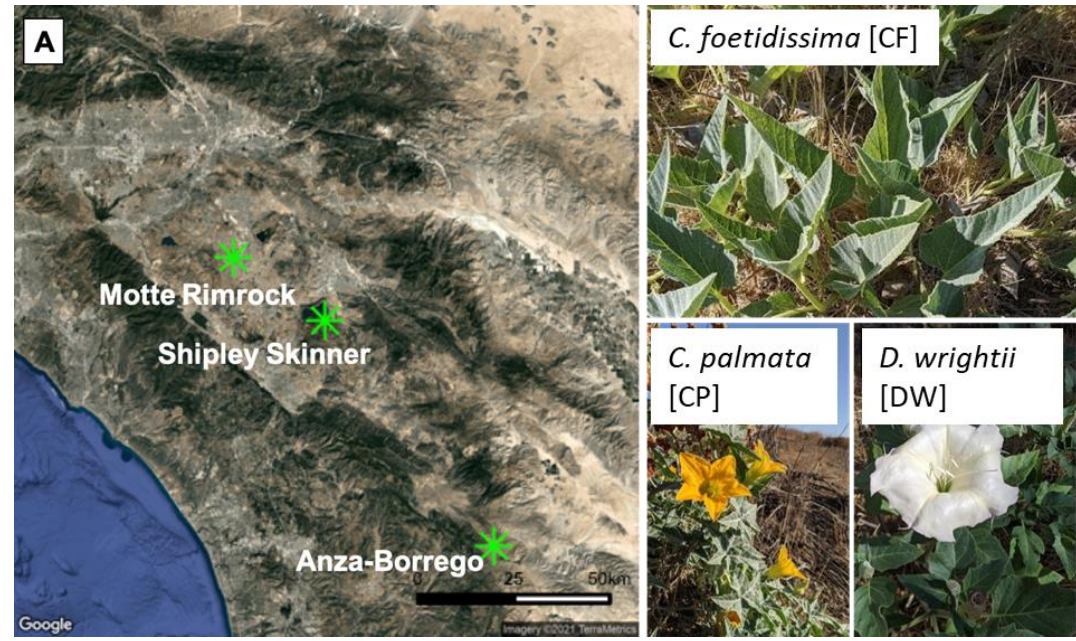 A
Motte Rimrock
Shipley Skinner
Anza-Borrego
0 25 50km
Google
Imagery ©2021 TerraMetrics
C. foetidissima [CF]
C. palmata
[CP]
D. wrightii
[DW]